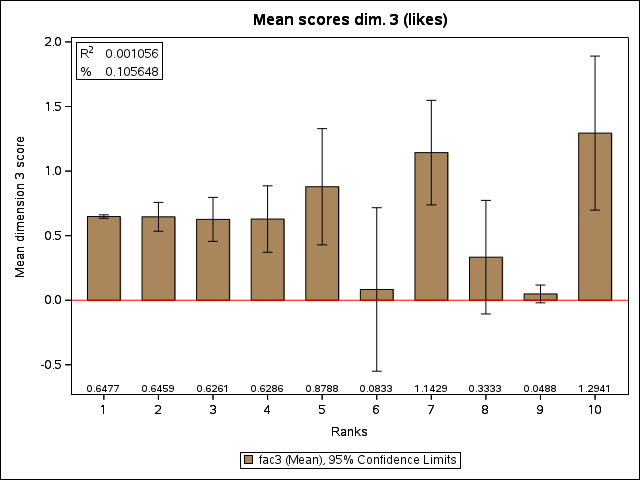 Mean scores dim. 3 (likes)
R2 0.001056
% 0.105648
2.0
1.5
1.0
0.5
0.0
-0.5
Mean dimension 3 score
0.6477 0.6459 0.6261 0.6286 0.8788 0.0833 1.1429 0.3333 0.0488 1.2941
1 2 3 4 5 6 7 8 9 10
Ranks
fac3 (Mean), 95% Confidence Limits